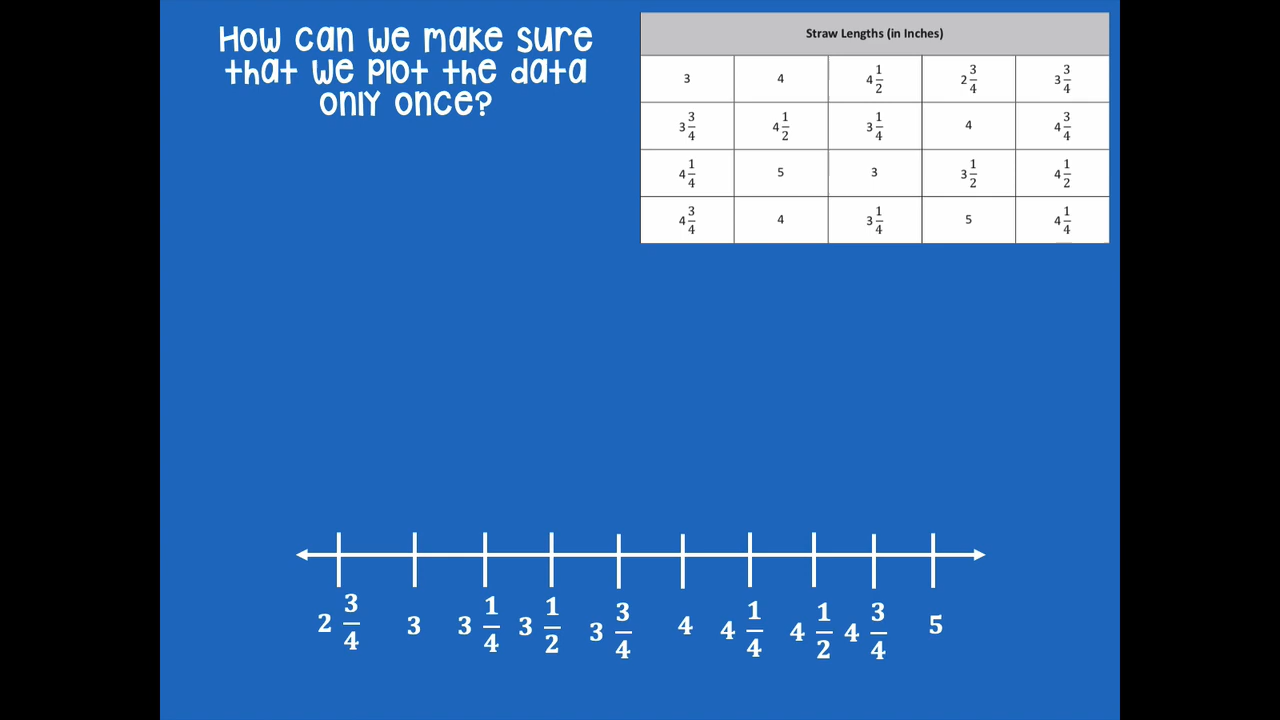 How can we make sure
that we plot the data
only once?
Straw Lengths (in Inches)
3 4 4 1/2 2 3/4 3 3/4
3 3/4 4 1/2 3 1/4 4 4 3/4
4 1/4 5 3 3 1/2 4 1/2
4 3/4 4 3 1/4 5 4 1/4
2 3/4 3 3 1/4 3 1/2 3 3/4 4 4 1/4 4 1/2 4 3/4 5